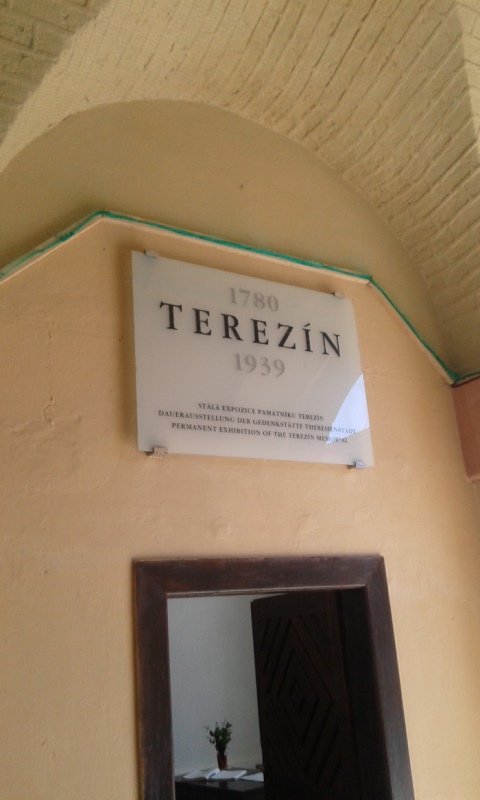 1780
TEREZÍN
1939
STÁLÁ EXPOZICE PAMÁTNÍKU TEREZÍN
DAUERAUSSTELLUNG DER GEDENKSTÄTTE THERESIENSTADT
PERMANENT EXHIBITION OF THE TEREZÍN MEMORIAL